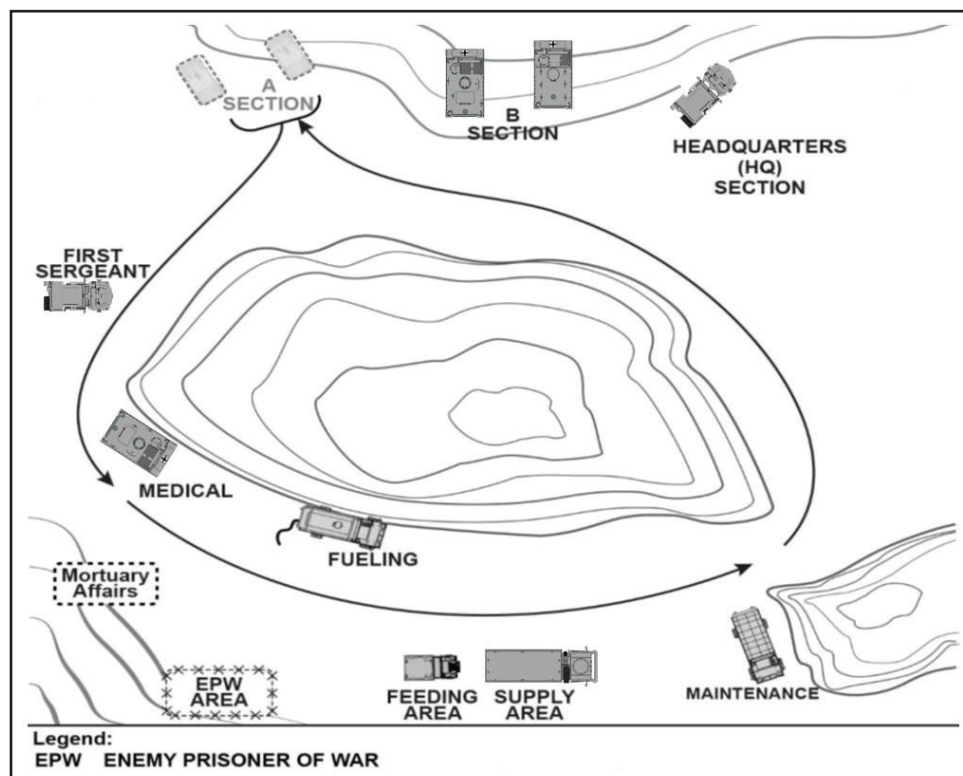 A
SECTION
B
SECTION
HEADQUARTERS
(HQ)
SECTION
FIRST
SERGEANT
MEDICAL
FUELING
Mortuary
Affairs
EPW
AREA
FEEDING
AREA
SUPPLY
AREA
MAINTENANCE
Legend:
EPW ENEMY PRISONER OF WAR